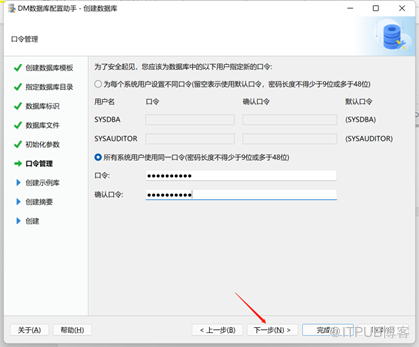 DM数据库配置助手 - 创建数据库
口令管理
创建数据库模板
指定数据库目录
数据库标识
数据库文件
初始化参数
口令管理
创建示例库
创建摘要
创建
为了安全起见，您应该为数据库中的以下用户指定新的口令:
为每个系统用户设置不同口令(留空表示使用默认口令，密码长度不得少于9位或多于48位)
用户名 口令 确认口令 默认口令
SYSDBA (SYSDBA)
SYSAUDITOR (SYSAUDITOR)
所有系统用户使用同一口令(密码长度不得少于9位或多于48位)
口令:
确认口令:
关于(A) 帮助(H) < 上一步(B) 下一步(N) > 完成
@ITPUB博客